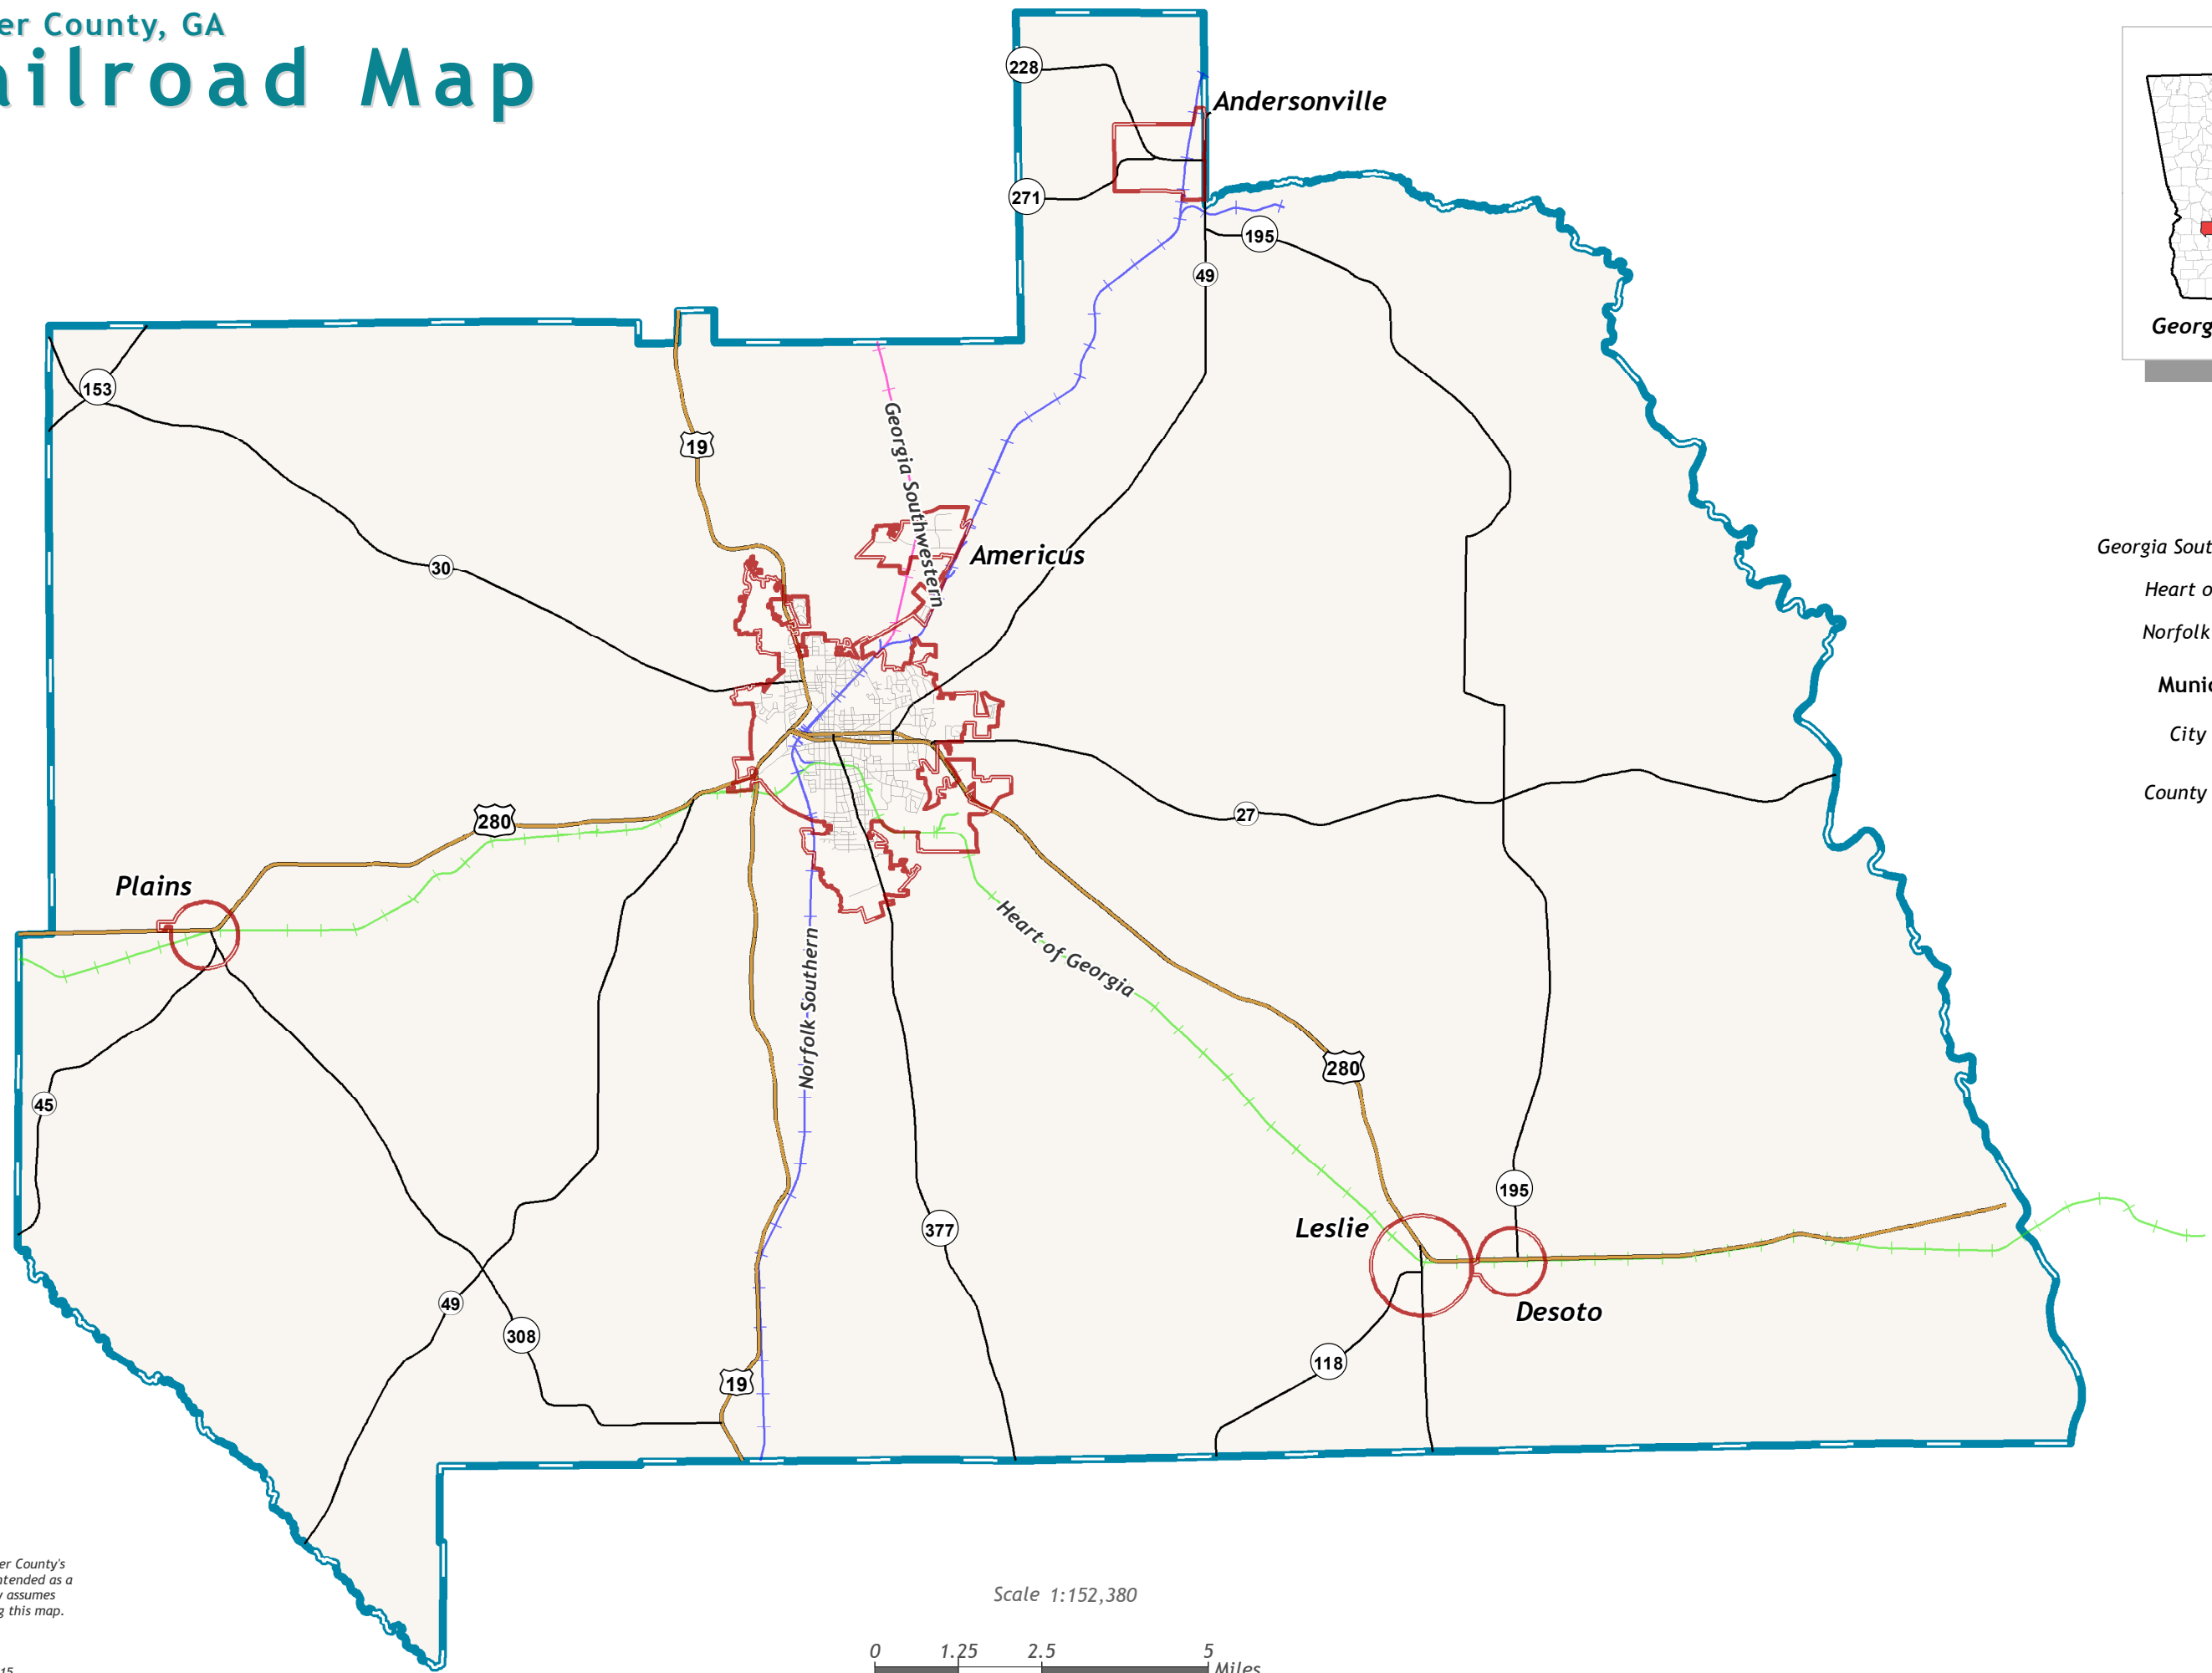 er County, GA
ailroad Map
228
Andersonville
271
195
49
Georg
153
19
Georgia Southwestern
Americus
30
Georgia Sout
Heart o
Norfolk
Munic
City
County
27
280
Plains
Heart of Georgia
Norfolk-Southern
280
45
195
Leslie
377
Desoto
49
308
118
19
er County's
ntended as a
y assumes
g this map.
Scale 1:152,380
0 1.25 2.5 5
Miles
15